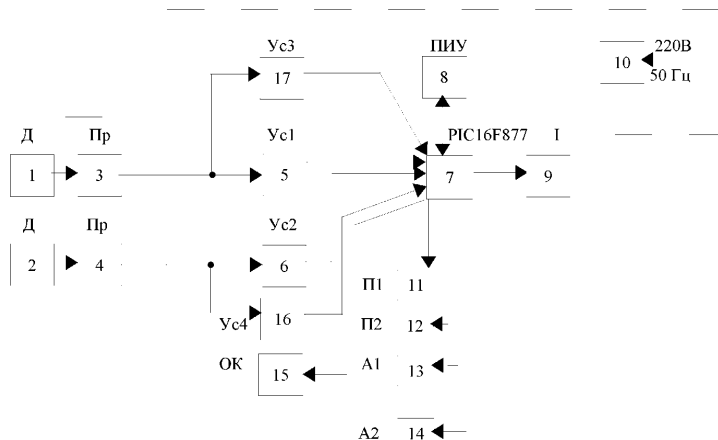 Ус3 ПИУ 220В
17 8 10
50 Гц
Д Пр Ус1 PIC16F877 I
1 3 5 7 9
Д Пр Ус2
2 4 6
П1 11
Ус4 16 П2 12
ОК 15 А1 13
А2 14